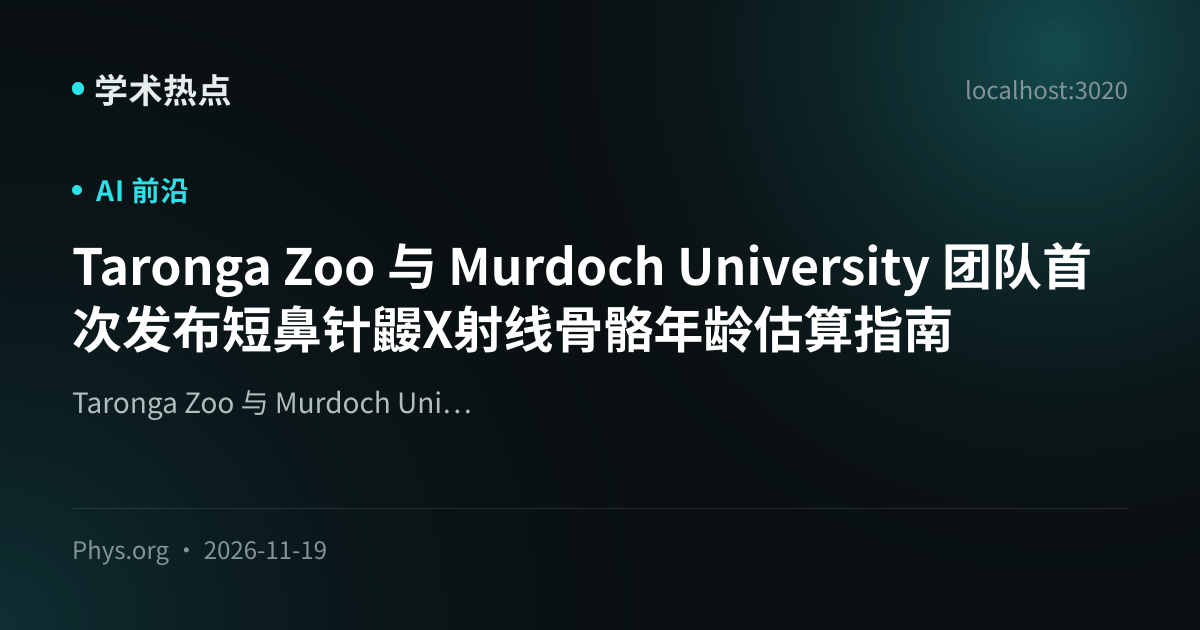 学术热点
localhost:3020
AI 前沿
Taronga Zoo 与 Murdoch University 团队首
次发布短鼻针鼹X射线骨骼年龄估算指南
Taronga Zoo 与 Murdoch Uni…
Phys.org · 2026-11-19